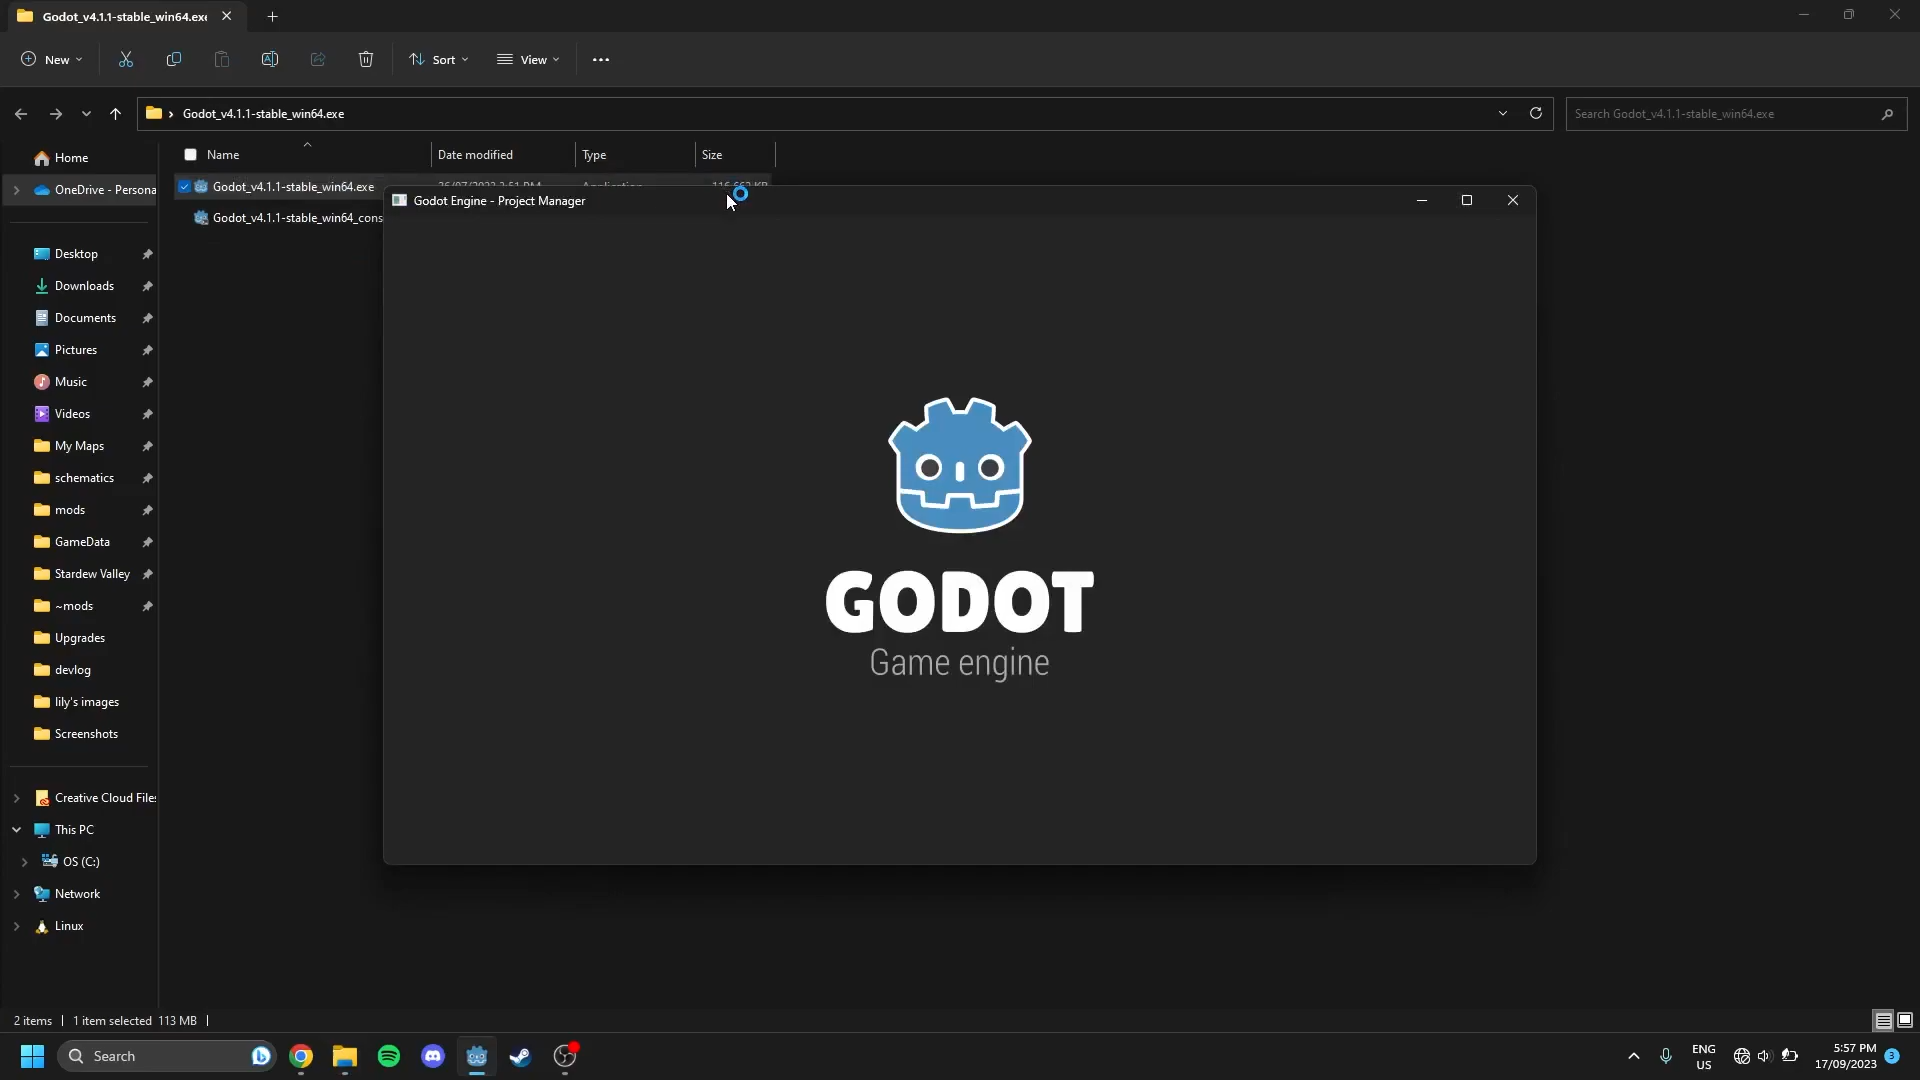 Godot_v4.1.1-stable_win64.exe
New
Sort
View
Godot_v4.1.1-stable_win64.exe
Search Godot_v4.1.1-stable_win64.exe
Name
Date modified
Type
Size
Home
OneDrive - Persona
Desktop
Downloads
Documents
Pictures
Music
Videos
My Maps
schematics
mods
GameData
Stardew Valley
~mods
Upgrades
devlog
lily's images
Screenshots
Creative Cloud Files
This PC
OS (C:)
Network
Linux
Godot_v4.1.1-stable_win64.exe
Godot_v4.1.1-stable_win64_cons
Godot Engine - Project Manager
GODOT
Game engine
2 items
1 item selected 113 MB
Search
ENG
US
5:57 PM
17/09/2023
3